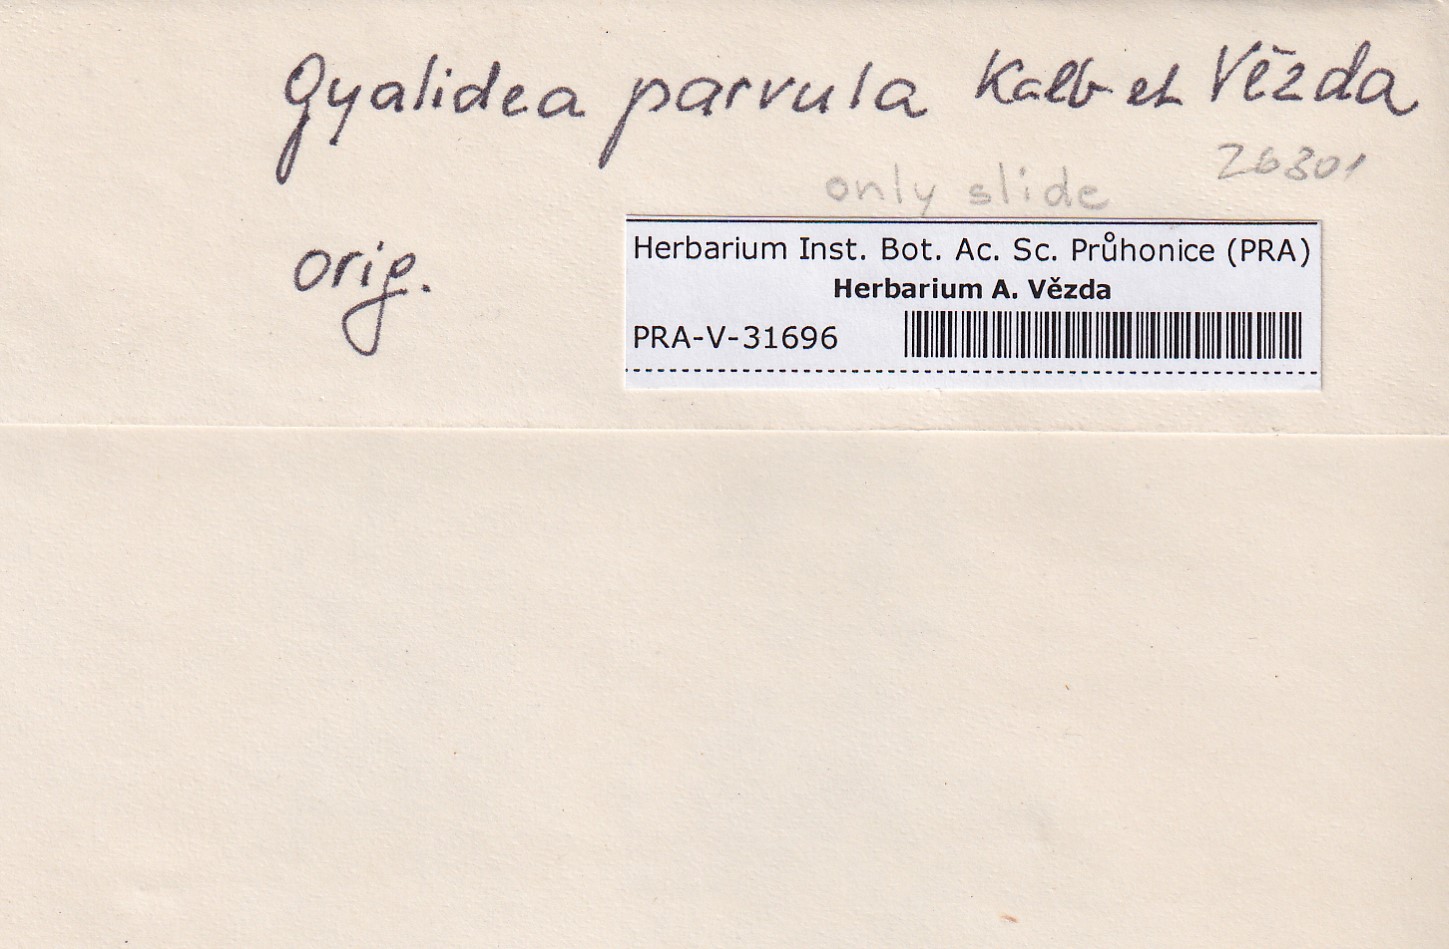 Gyalidea parvula Kalb et Vězda
26301
only slide
orig.
Herbarium Inst. Bot. Ac. Sc. Průhonice (PRA)
Herbarium A. Vězda
PRA-V-31696